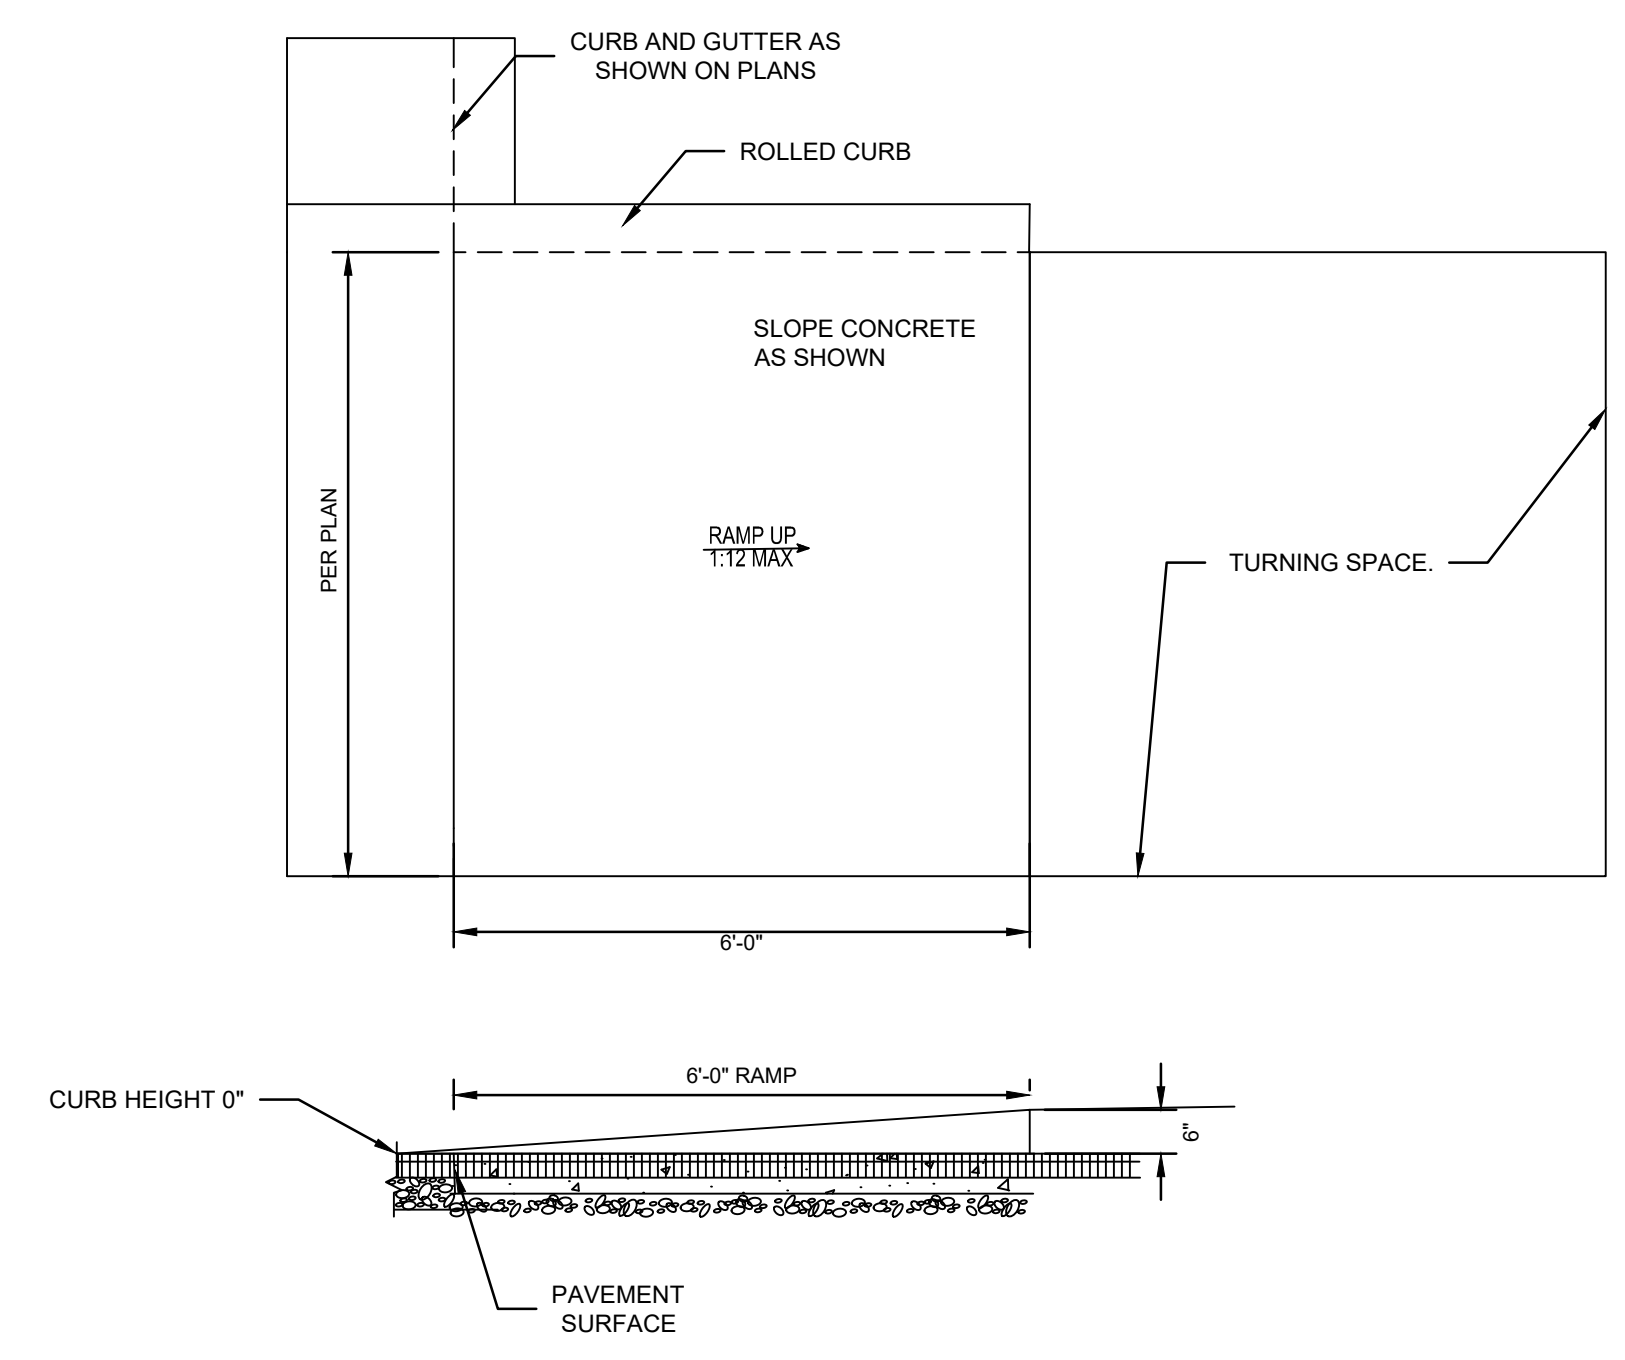 CURB AND GUTTER AS
SHOWN ON PLANS
ROLLED CURB
SLOPE CONCRETE
AS SHOWN
PER PLAN
RAMP UP
1:12 MAX
TURNING SPACE.
6'-0"
6'-0" RAMP
CURB HEIGHT 0"
6"
PAVEMENT
SURFACE